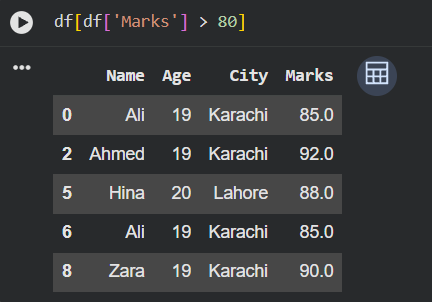 df[df['Marks'] > 80]
Name Age City Marks
0 Ali 19 Karachi 85.0
2 Ahmed 19 Karachi 92.0
5 Hina 20 Lahore 88.0
6 Ali 19 Karachi 85.0
8 Zara 19 Karachi 90.0